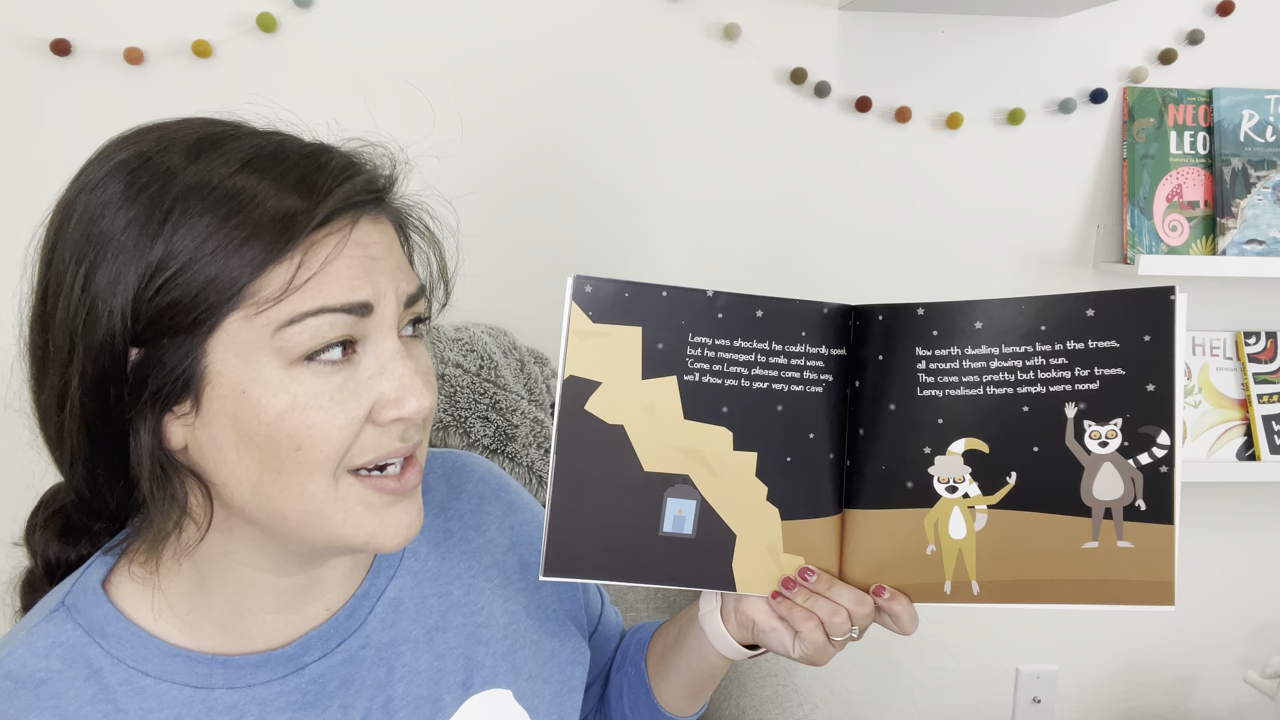 Lenny was shocked, he could hardly speak,
but he managed to smile and wave.
"Come on Lenny, please come this way,
we'll show you to your very own cave"
Now earth dwelling lemurs live in the trees,
all around them glowing with sun.
The cave was pretty but looking for trees,
Lenny realised there simply were none!
NEO
LEO
T
Ri
HELL